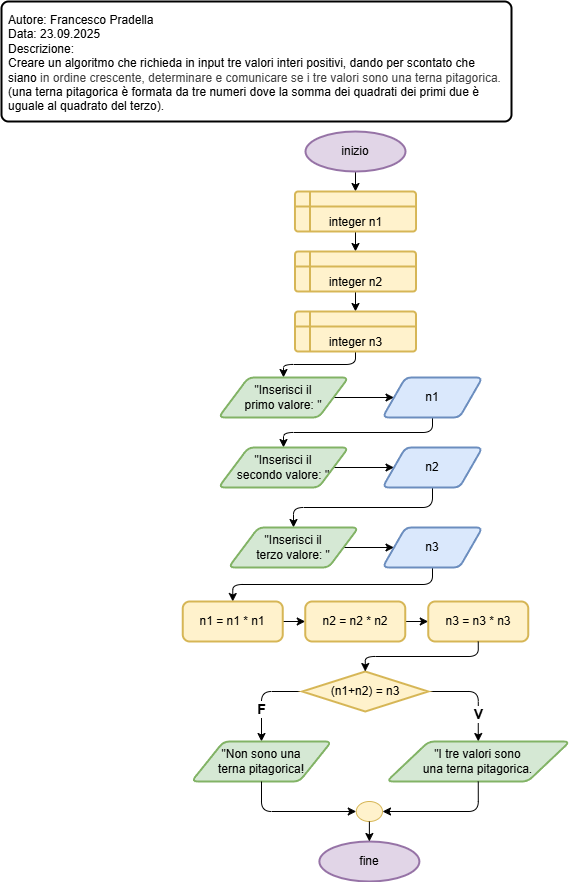 Autore: Francesco Pradella
Data: 23.09.2025
Descrizione:
Creare un algoritmo che richieda in input tre valori interi positivi, dando per scontato che
siano in ordine crescente, determinare e comunicare se i tre valori sono una terna pitagorica.
(una terna pitagorica è formata da tre numeri dove la somma dei quadrati dei primi due è
uguale al quadrato del terzo).
inizio
integer n1
integer n2
integer n3
"Inserisci il
primo valore: "
n1
"Inserisci il
secondo valore: "
n2
"Inserisci il
terzo valore: "
n3
n1 = n1 * n1
n2 = n2 * n2
n3 = n3 * n3
(n1+n2) = n3
F
V
"Non sono una
terna pitagorica!
"I tre valori sono
una terna pitagorica.
fine